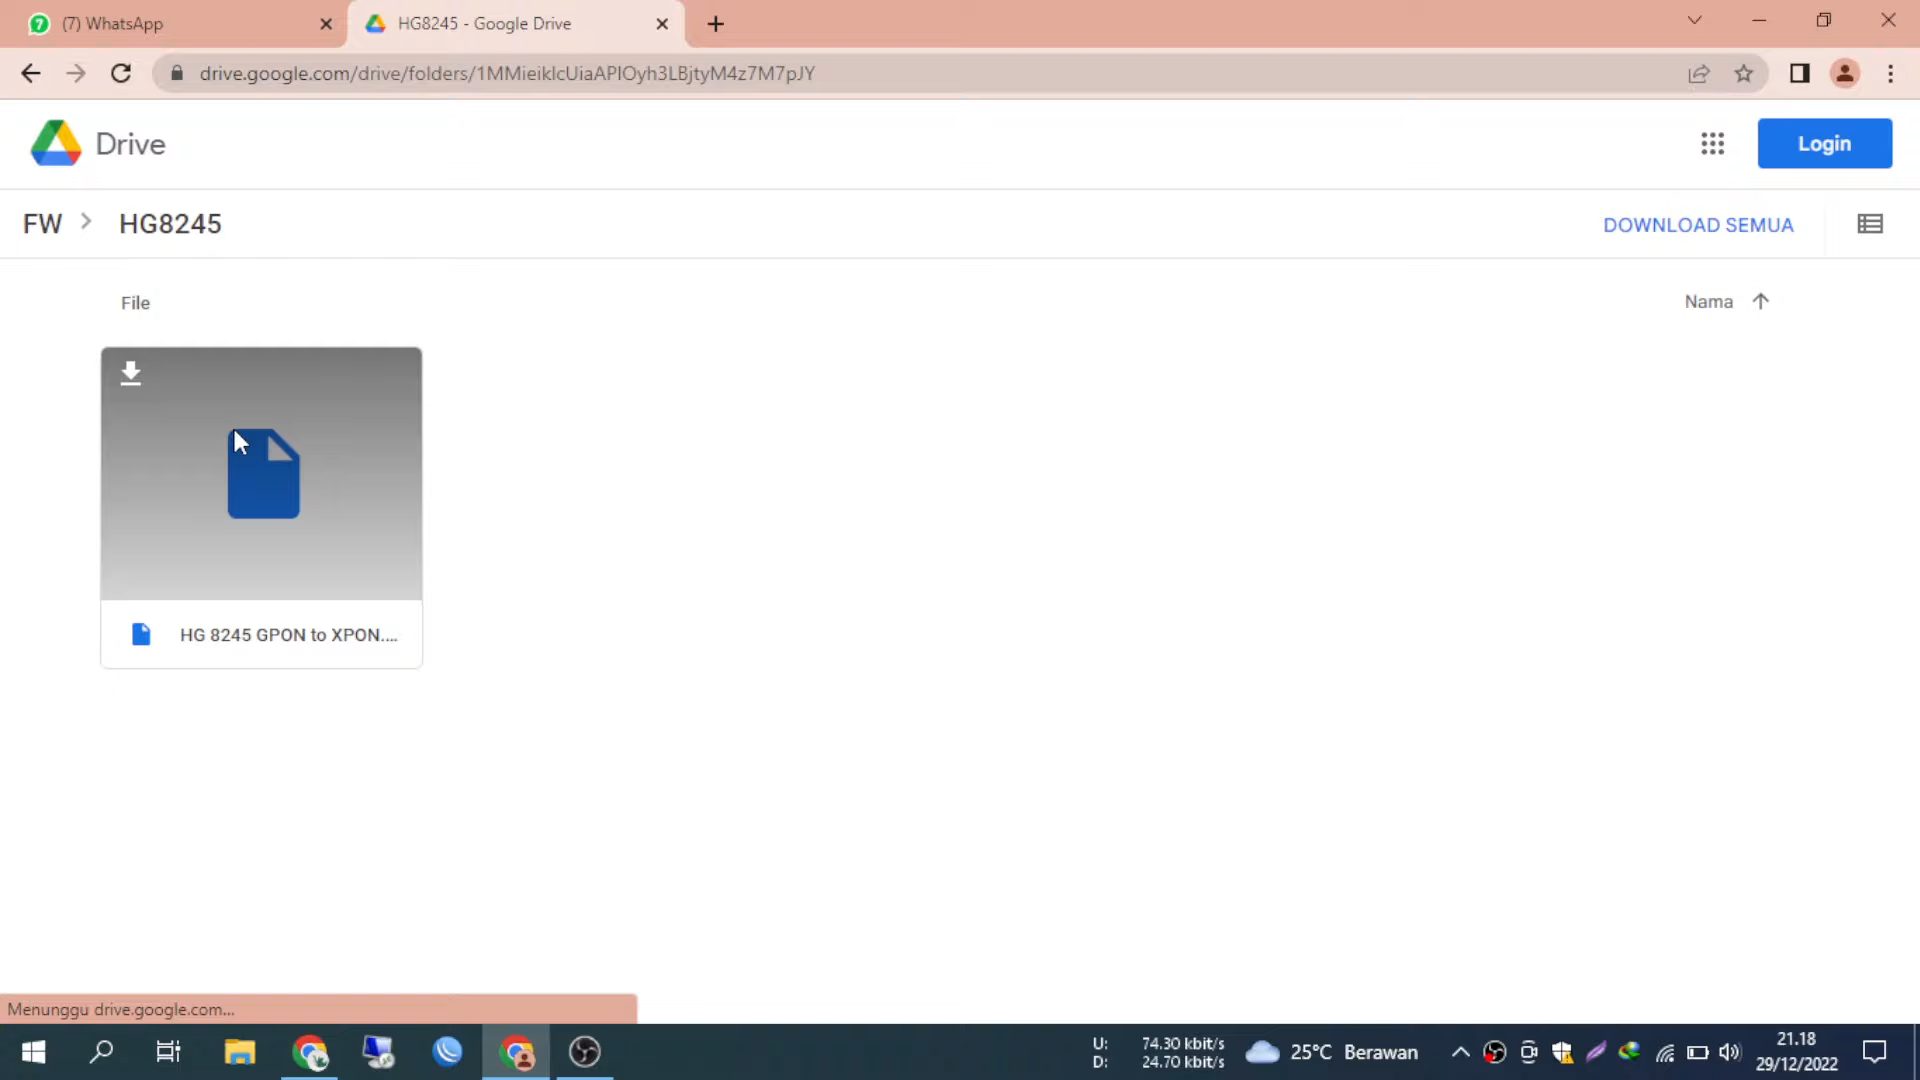 (7) WhatsApp
HG8245 - Google Drive
drive.google.com/drive/folders/1MMieiklcUiaAPlOyh3LBjtyM4z7M7pJY
Drive
Login
FW
HG8245
DOWNLOAD SEMUA
File
Nama
HG 8245 GPON to XPON....
Menunggu drive.google.com...
U: 74.30 kbit/s
D: 24.70 kbit/s
25°C Berawan
21.18
29/12/2022